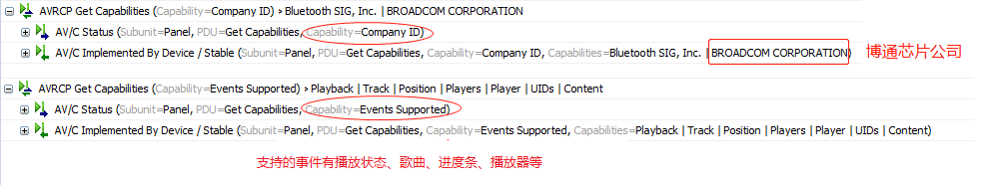 AVRCP Get Capabilities (Capability=Company ID) > Bluetooth SIG, Inc. | BROADCOM CORPORATION
AV/C Status (Subunit=Panel, PDU=Get Capabilities, Capability=Company ID)
AV/C Implemented By Device / Stable (Subunit=Panel, PDU=Get Capabilities, Capability=Company ID, Capabilities=Bluetooth SIG, Inc. | BROADCOM CORPORATION) 博通芯片公司
AVRCP Get Capabilities (Capability=Events Supported) > Playback | Track | Position | Players | Player | UIDs | Content
AV/C Status (Subunit=Panel, PDU=Get Capabilities, Capability=Events Supported)
AV/C Implemented By Device / Stable (Subunit=Panel, PDU=Get Capabilities, Capability=Events Supported, Capabilities=Playback | Track | Position | Players | Player | UIDs | Content)
支持的事件有播放状态、歌曲、进度条、播放器等